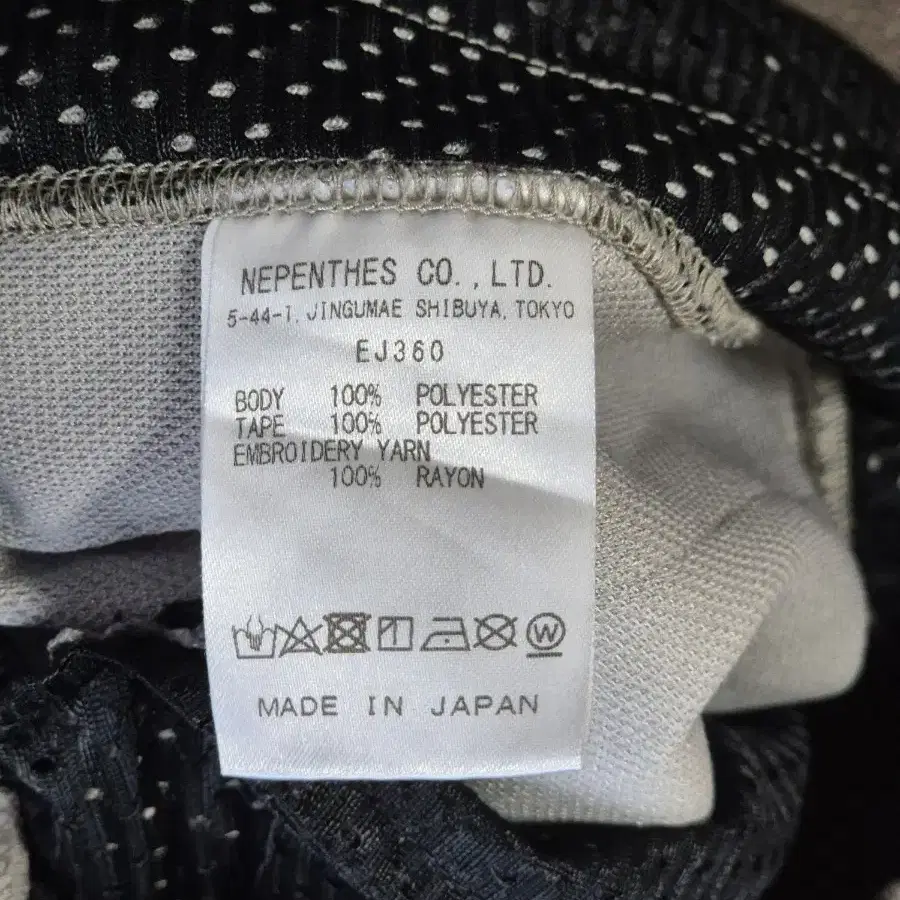 NEPENTHES CO., LTD.
5-44-1, JINGUMAE SHIBUYA, TOKYO
EJ360
BODY 100% POLYESTER
TAPE 100% POLYESTER
EMBROIDERY YARN
100% RAYON
W
MADE IN JAPAN